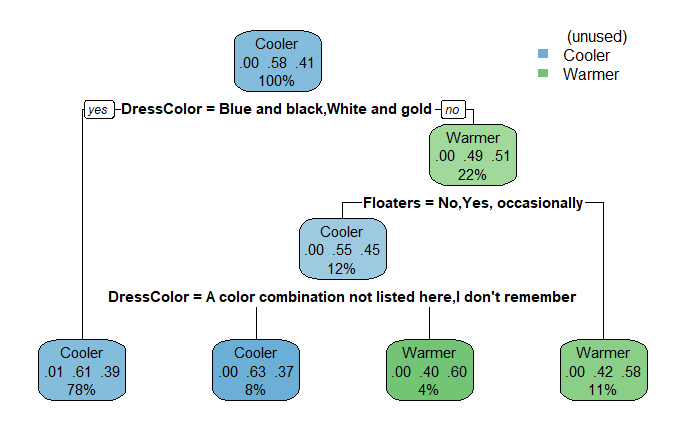 (unused)
Cooler
Warmer
Cooler
.00 .58 .41
100%
yes
DressColor = Blue and black,White and gold
no
Warmer
.00 .49 .51
22%
Floaters = No,Yes, occasionally
Cooler
.00 .55 .45
12%
DressColor = A color combination not listed here,I don't remember
Cooler
.01 .61 .39
78%
Cooler
.00 .63 .37
8%
Warmer
.00 .40 .60
4%
Warmer
.00 .42 .58
11%